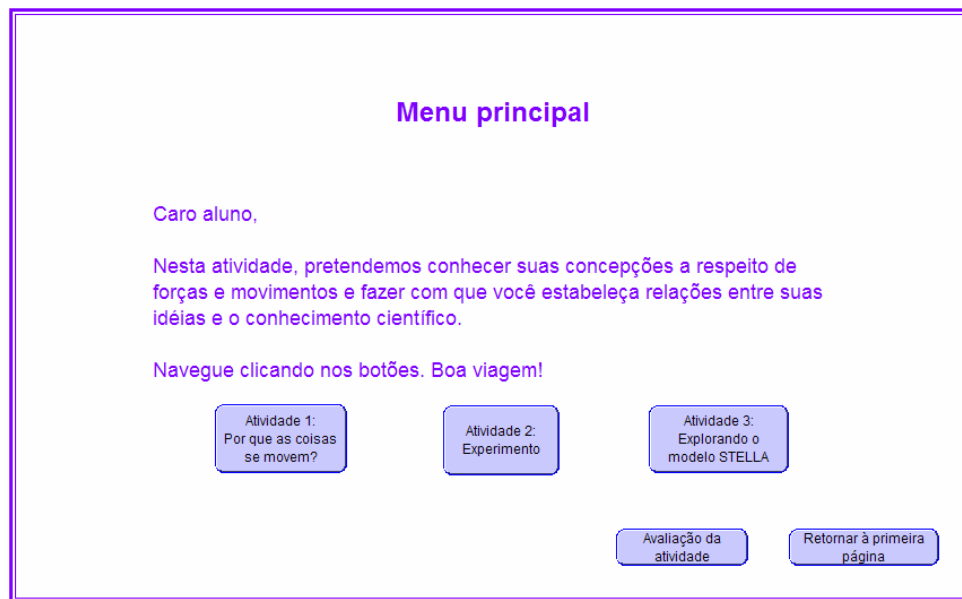 Menu principal
Caro aluno,
Nesta atividade, pretendemos conhecer suas concepções a respeito de
forças e movimentos e fazer com que você estabeleça relações entre suas
idéias e o conhecimento científico.
Navegue clicando nos botões. Boa viagem!
Atividade 1:
Por que as coisas
se movem?
Atividade 2:
Experimento
Atividade 3:
Explorando o
modelo STELLA
Avaliação da
atividade
Retornar à primeira
página